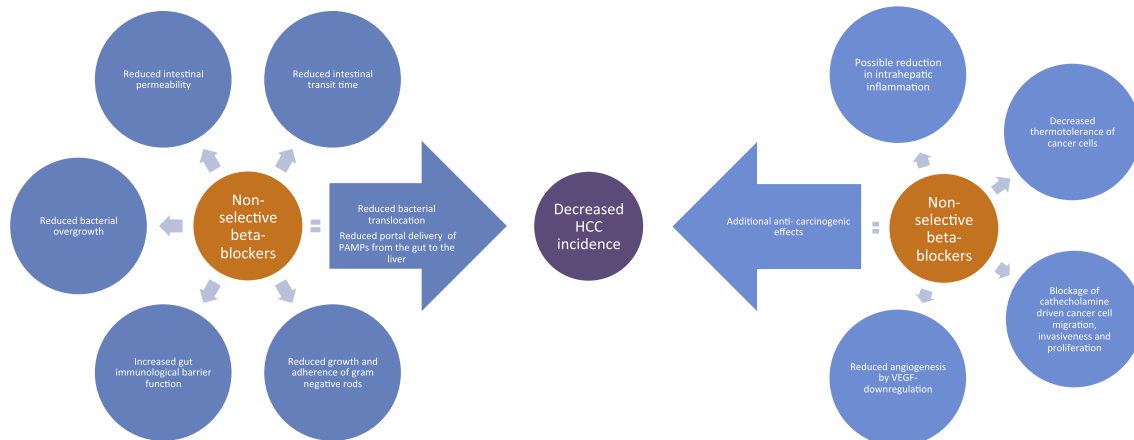 Reduced intestinal
permeability
Reduced intestinal
transit time
Reduced bacterial
overgrowth
Non-
selective
beta-
blockers
=
Reduced bacterial
translocation
Reduced portal delivery of
PAMPs from the gut to the
liver
Increased gut
immunological barrier
function
Reduced growth and
adherence of gram
negative rods
Decreased
HCC
incidence
Possible reduction
in intrahepatic
inflammation
Decreased
thermotolerance of
cancer cells
Additional anti- carcinogenic
effects
=
Non-
selective
beta-
blockers
Blockage of
cathecholamine
driven cancer cell
migration,
invasiveness and
proliferation
Reduced angiogenesis
by VEGF-
downregulation